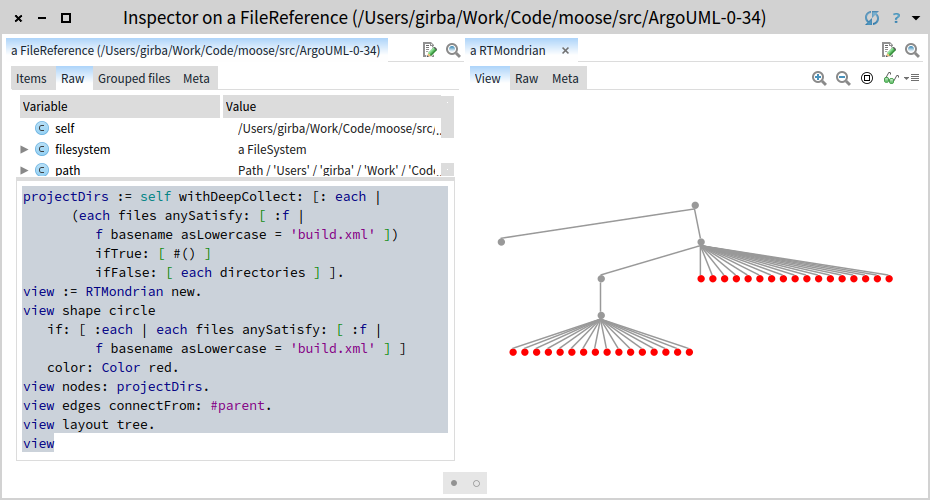 Inspector on a FileReference (/Users/girba/Work/Code/moose/src/ArgoUML-0-34)
?
a FileReference (/Users/girba/Work/Code/moose/src/ArgoUML-0-34)
Items Raw Grouped files Meta
Variable Value
C self /Users/girba/Work/Code/moose/src/..
C filesystem a FileSystem
C path Path / 'Users' / 'girba' / 'Work' / 'Code
projectDirs := self withDeepCollect: [: each |
(each files anySatisfy: [ :f |
f basename asLowercase = 'build.xml' ])
ifTrue: [ #() ]
ifFalse: [ each directories ] ].
view := RTMondrian new.
view shape circle
if: [ :each | each files anySatisfy: [ :f |
f basename asLowercase = 'build.xml' ] ]
color: Color red.
view nodes: projectDirs.
view edges connectFrom: #parent.
view layout tree.
view
a RTMondrian ×
View Raw Meta